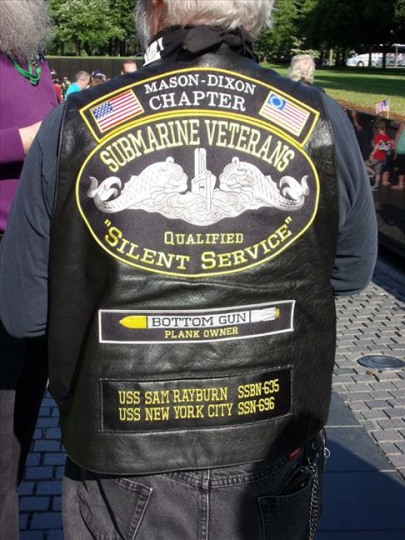 MASON-DIXON
CHAPTER
SUBMARINE VETERANS
QUALIFIED
"SILENT SERVICE"
BOTTOM GUN
PLANK OWNER
USS SAM RAYBURN SSBN-635
USS NEW YORK CITY SSN-696